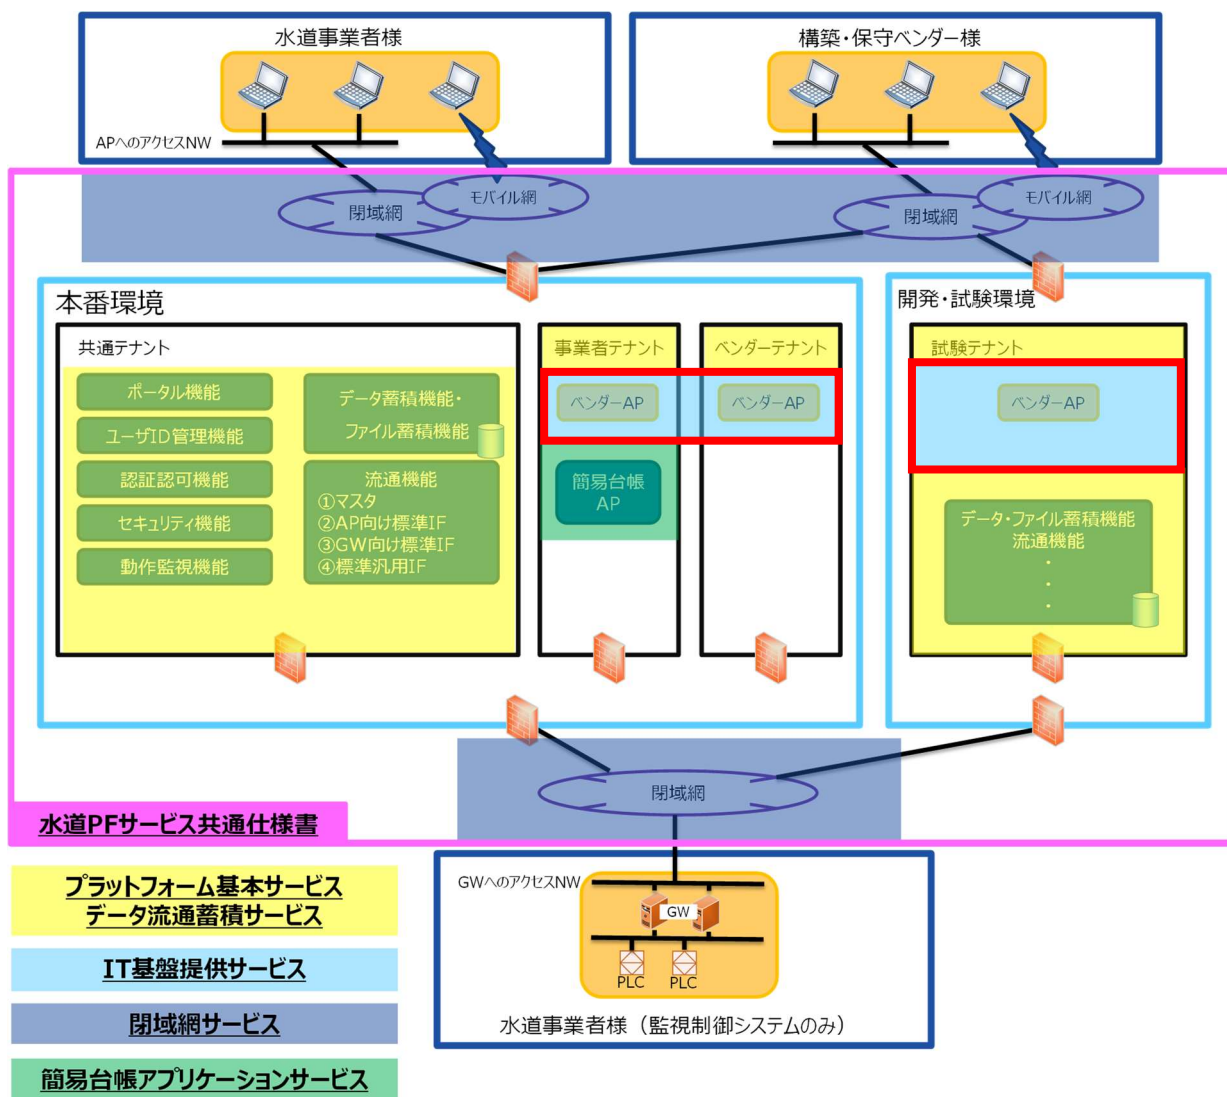 水道事業者様
構築・保守ベンダー様
APへのアクセスNW
閉域網
モバイル網
閉域網
モバイル網
本番環境
開発・試験環境
共通テナント
事業者テナント
ベンダーテナント
試験テナント
ポータル機能
ユーザID管理機能
認証認可機能
セキュリティ機能
動作監視機能
データ蓄積機能・
ファイル蓄積機能
流通機能
①マスタ
②AP向け標準IF
③GW向け標準IF
④標準汎用IF
ベンダーAP
ベンダーAP
ベンダーAP
簡易台帳
AP
データ・ファイル蓄積機能
流通機能
・
・
・
閉域網
水道PFサービス共通仕様書
プラットフォーム基本サービス
データ流通蓄積サービス
IT基盤提供サービス
閉域網サービス
簡易台帳アプリケーションサービス
GWへのアクセスNW
GW
PLC
PLC
水道事業者様（監視制御システムのみ）